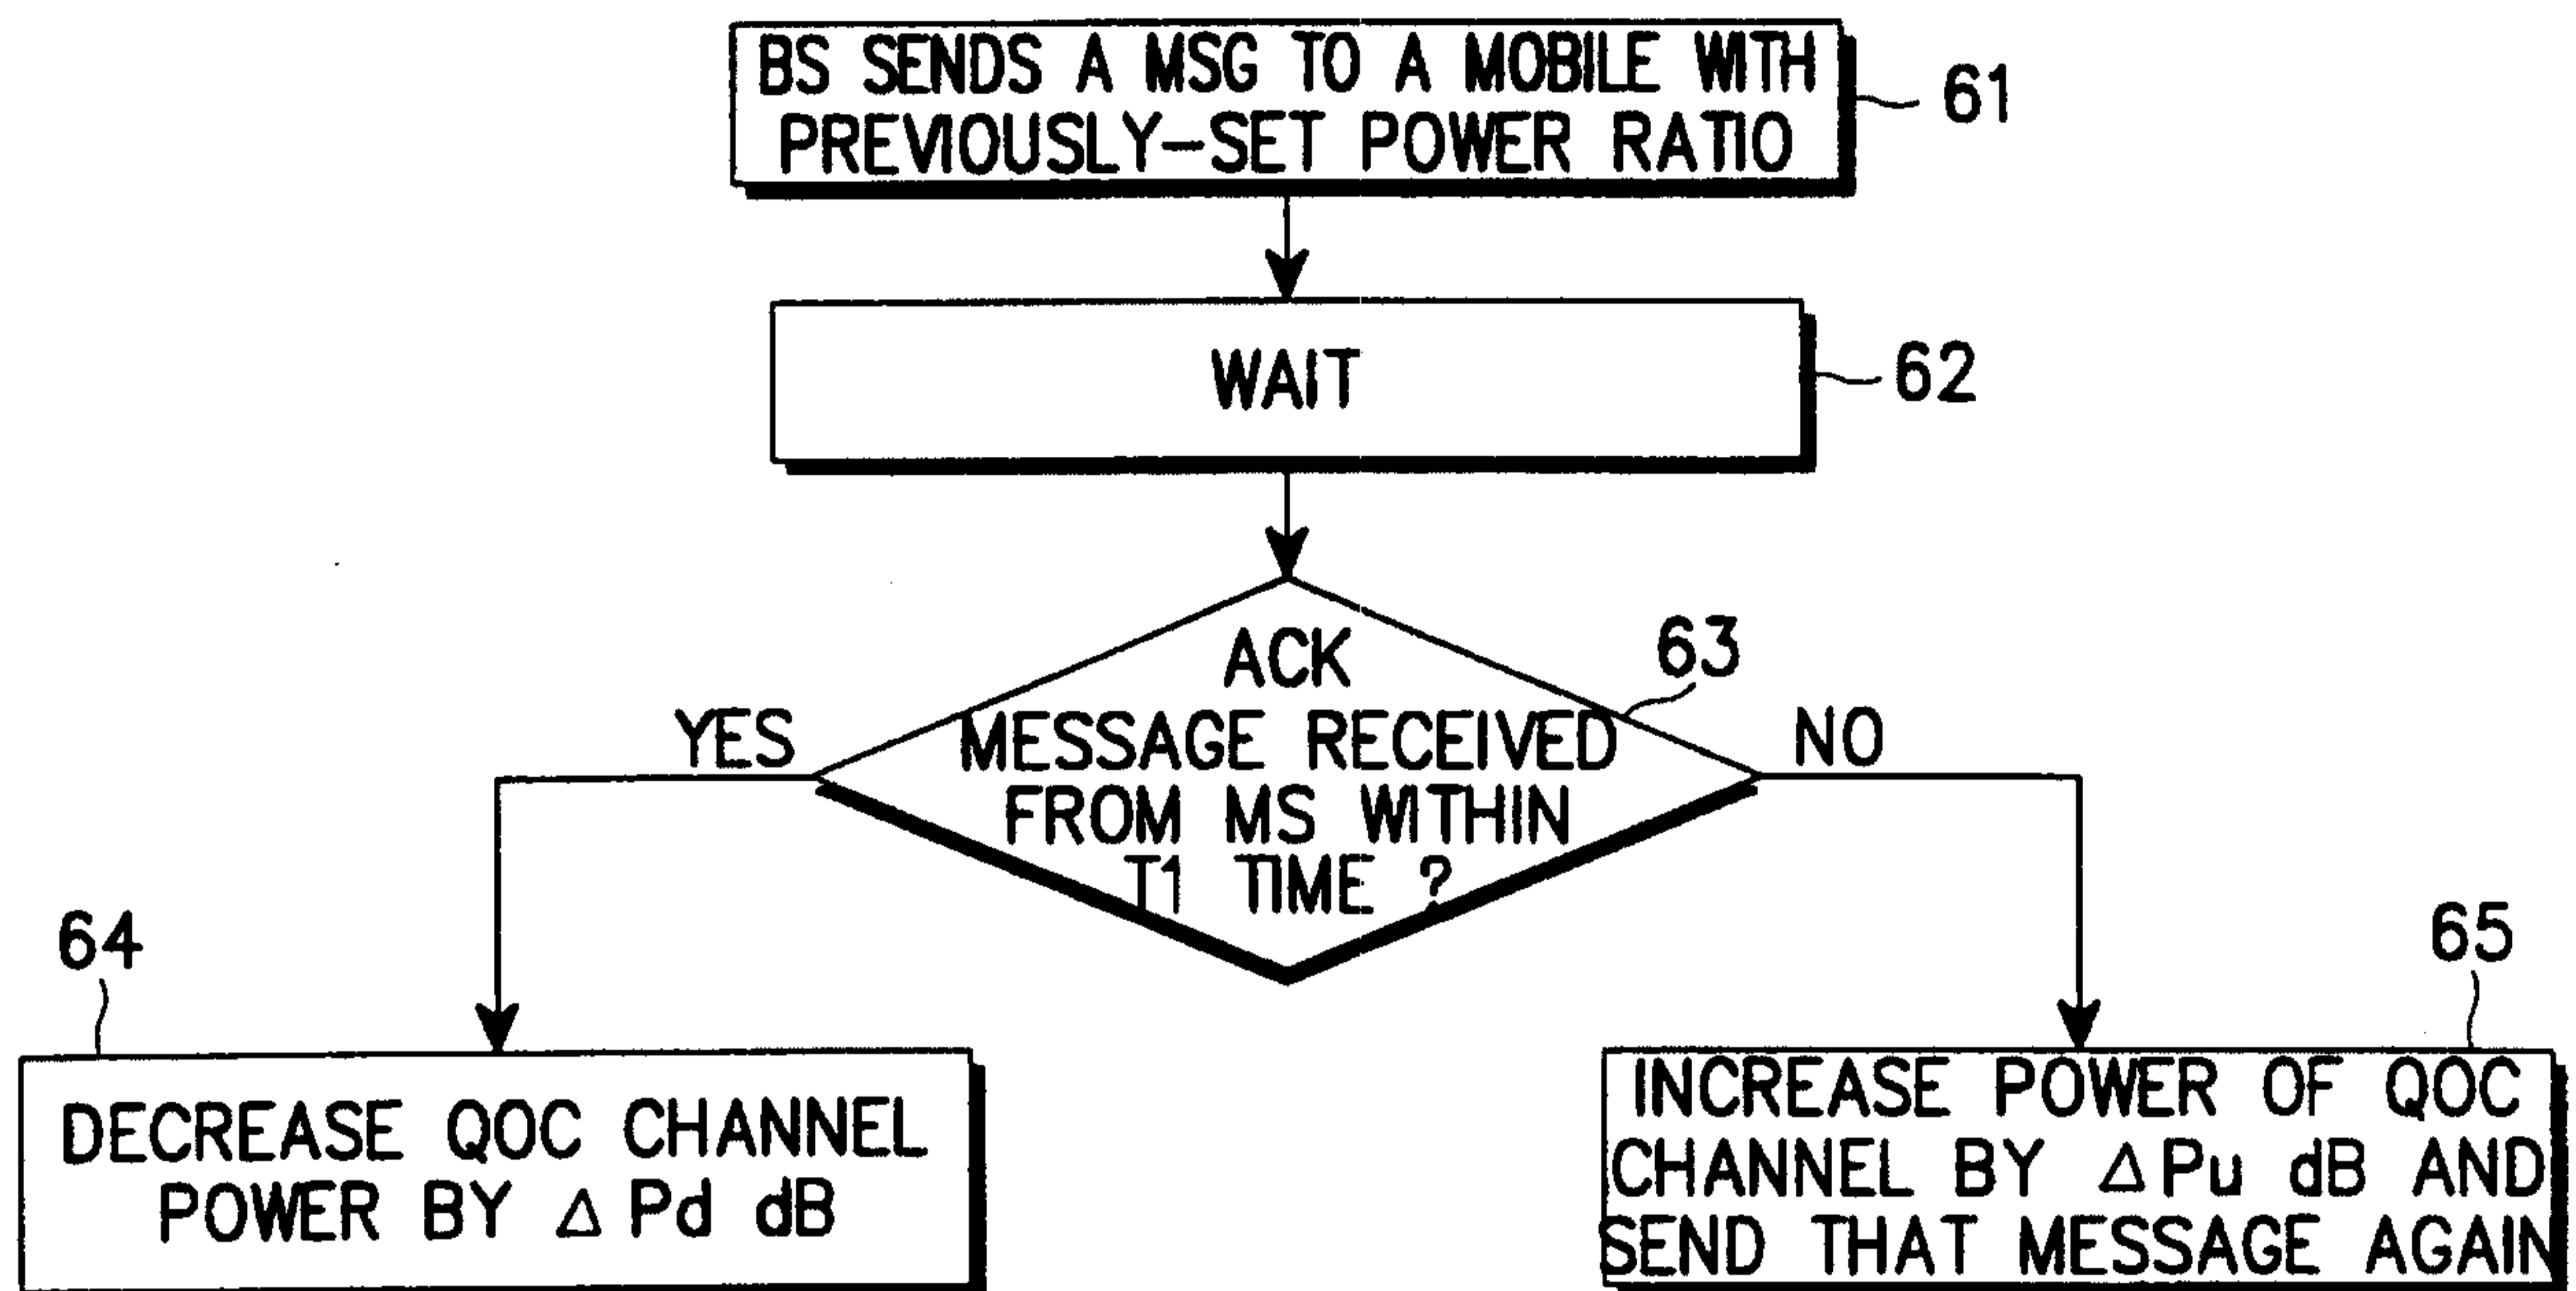 BS SENDS A MSG TO A MOBILE WITH
PREVIOUSLY-SET POWER RATIO
61
WAIT
62
ACK
MESSAGE RECEIVED
FROM MS WITHIN
T1 TIME ?
63
YES
NO
64
DECREASE QOC CHANNEL
POWER BY Δ Pd dB
65
INCREASE POWER OF QOC
CHANNEL BY Δ Pu dB AND
SEND THAT MESSAGE AGAIN